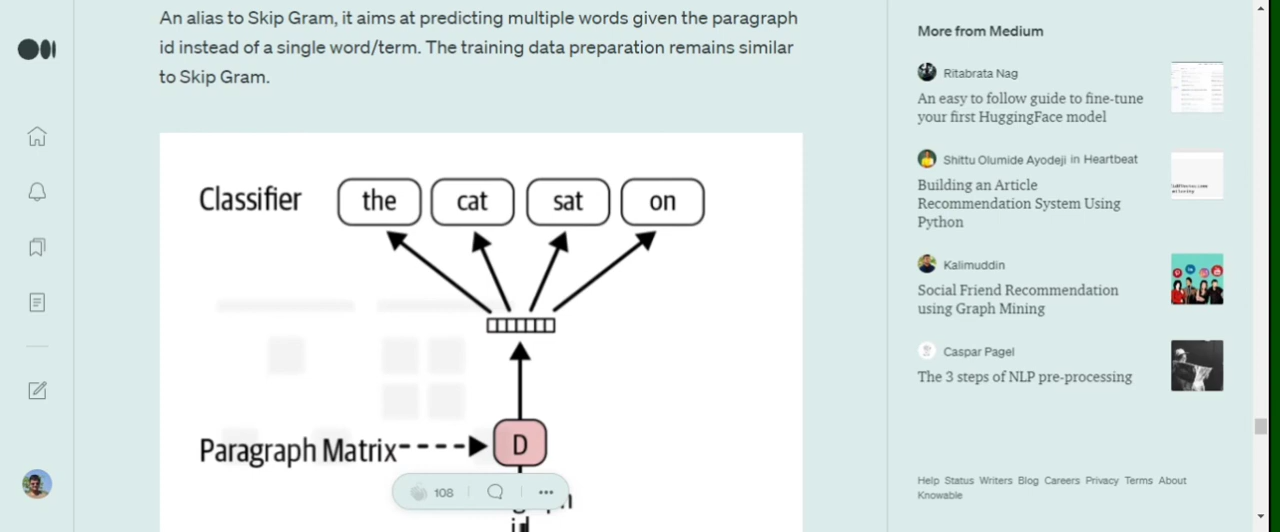 An alias to Skip Gram, it aims at predicting multiple words given the paragraph
id instead of a single word/term. The training data preparation remains similar
to Skip Gram.
Classifier
the
cat
sat
on
Paragraph Matrix
D
108
id
More from Medium
Ritabrata Nag
An easy to follow guide to fine-tune
your first HuggingFace model
Shittu Olumide Ayodeji in Heartbeat
Building an Article
Recommendation System Using
Python
Kalimuddin
Social Friend Recommendation
using Graph Mining
Caspar Pagel
The 3 steps of NLP pre-processing
Help Status Writers Blog Careers Privacy Terms About
Knowable